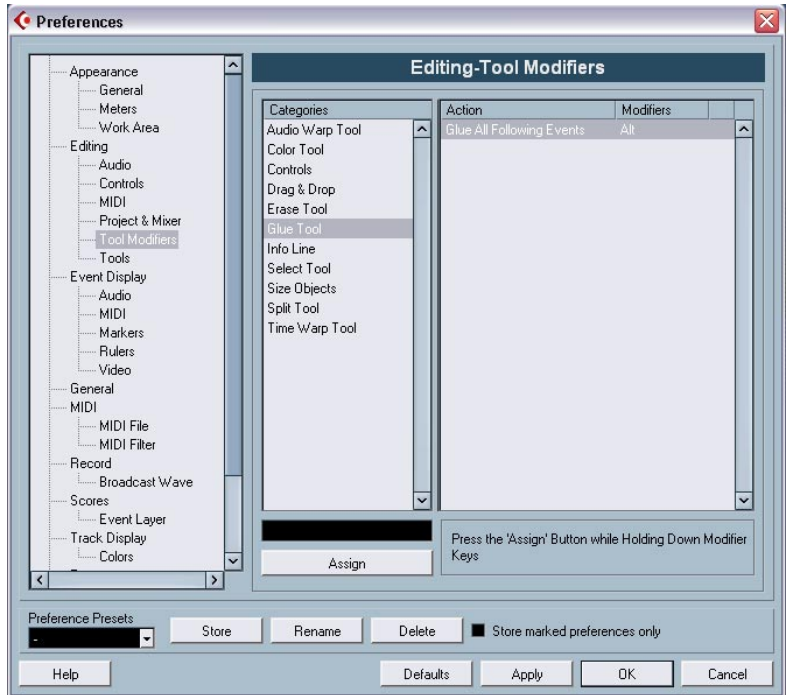 Preferences
Appearance
General
Meters
Work Area
Editing
Audio
Controls
MIDI
Project & Mixer
Tool Modifiers
Tools
Event Display
Audio
MIDI
Markers
Rulers
Video
General
MIDI
MIDI File
MIDI Filter
Record
Broadcast Wave
Scores
Event Layer
Track Display
Colors
Editing-Tool Modifiers
Categories
Audio Warp Tool
Color Tool
Controls
Drag & Drop
Erase Tool
Glue Tool
Info Line
Select Tool
Size Objects
Split Tool
Time Warp Tool
Action Modifiers
Glue All Following Events Alt
Assign
Press the 'Assign' Button while Holding Down Modifier
Keys
Preference Presets
-
Store Rename Delete Store marked preferences only
Help Defaults Apply OK Cancel